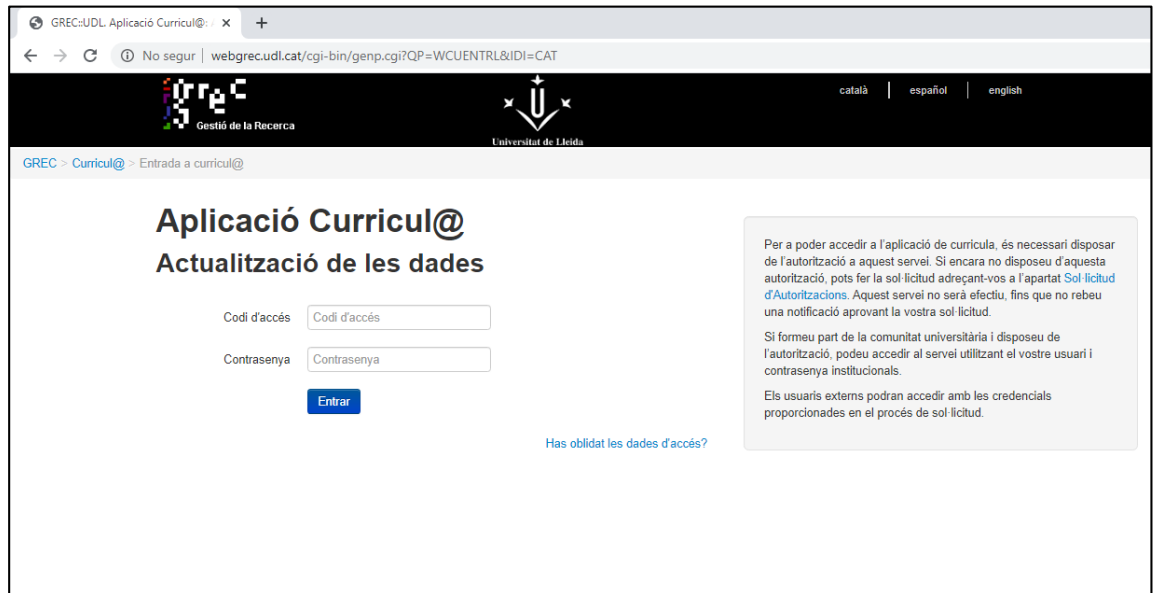 GREC::UDL. Aplicació Curricul@: /
No segur | webgrec.udl.cat/cgi-bin/genp.cgi?QP=WCUENTRL&IDI=CAT
grec
Gestió de la Recerca
Universitat de Lleida
català | español | english
GREC > Curricul@ > Entrada a curricul@
Aplicació Curricul@
Actualització de les dades
Codi d'accés Codi d'accés
Contrasenya Contrasenya
Entrar
Has oblidat les dades d'accés?
Per a poder accedir a l'aplicació de curricula, és necessari disposar
de l'autorització a aquest servei. Si encara no disposeu d'aquesta
autorització, pots fer la sol·licitud adreçant-vos a l'apartat Sol·licitud
d'Autoritzacions. Aquest servei no serà efectiu, fins que no rebeu
una notificació aprovant la vostra sol·licitud.
Si formeu part de la comunitat universitària i disposeu de
l'autorització, podeu accedir al servei utilitzant el vostre usuari i
contrasenya institucionals.
Els usuaris externs podran accedir amb les credencials
proporcionades en el procés de sol·licitud.